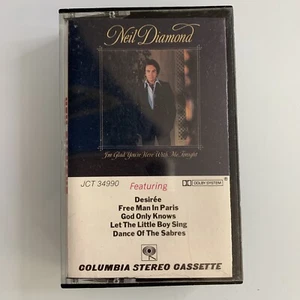 Neil Diamond
I'm Glad You're Here With Me Tonight
JCT 34990 Featuring DOLBY SYSTEM
Desirée
Free Man In Paris
God Only Knows
Let The Little Boy Sing
Dance Of The Sabres
COLUMBIA STEREO CASSETTE